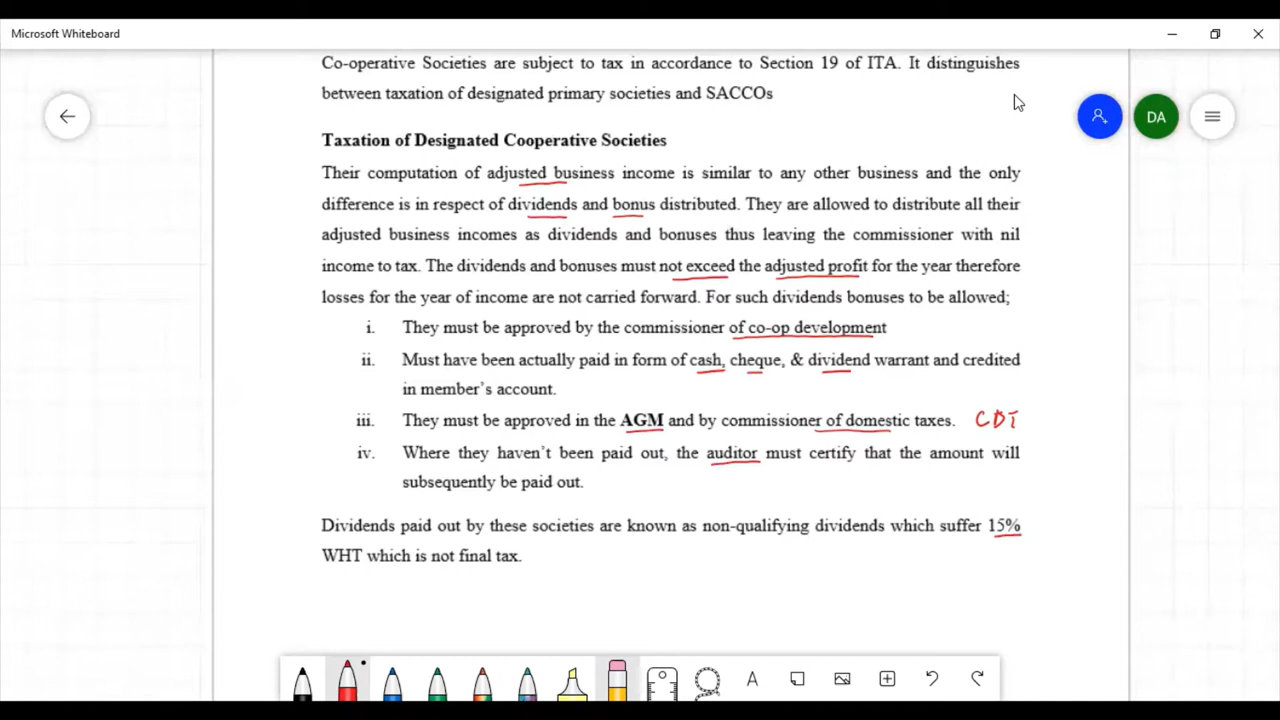 Microsoft Whiteboard
Co-operative Societies are subject to tax in accordance to Section 19 of ITA. It distinguishes
between taxation of designated primary societies and SACCOs
DA
Taxation of Designated Cooperative Societies
Their computation of adjusted business income is similar to any other business and the only
difference is in respect of dividends and bonus distributed. They are allowed to distribute all their
adjusted business incomes as dividends and bonuses thus leaving the commissioner with nil
income to tax. The dividends and bonuses must not exceed the adjusted profit for the year therefore
losses for the year of income are not carried forward. For such dividends bonuses to be allowed;
i. They must be approved by the commissioner of co-op development
ii. Must have been actually paid in form of cash, cheque, & dividend warrant and credited
in member's account.
iii. They must be approved in the AGM and by commissioner of domestic taxes. CDT
iv. Where they haven't been paid out, the auditor must certify that the amount will
subsequently be paid out.
Dividends paid out by these societies are known as non-qualifying dividends which suffer 15%
WHT which is not final tax.
A